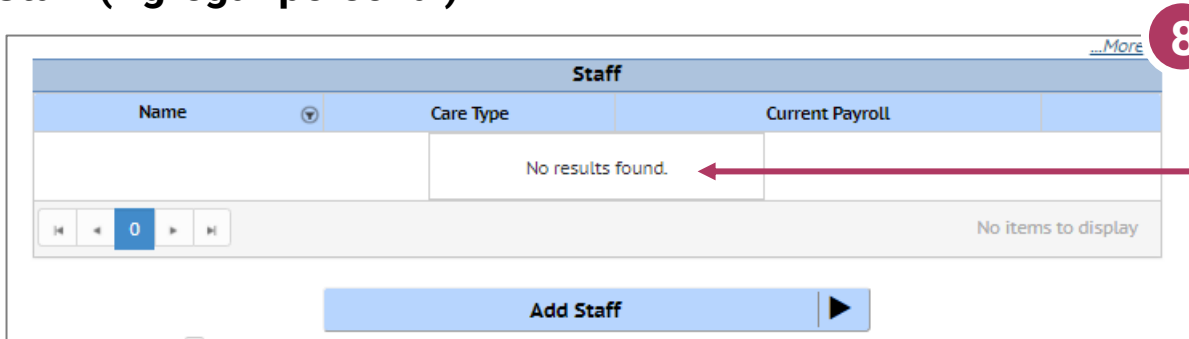 ...More
8
Staff
Name Care Type Current Payroll
No results found.
0
No items to display
Add Staff